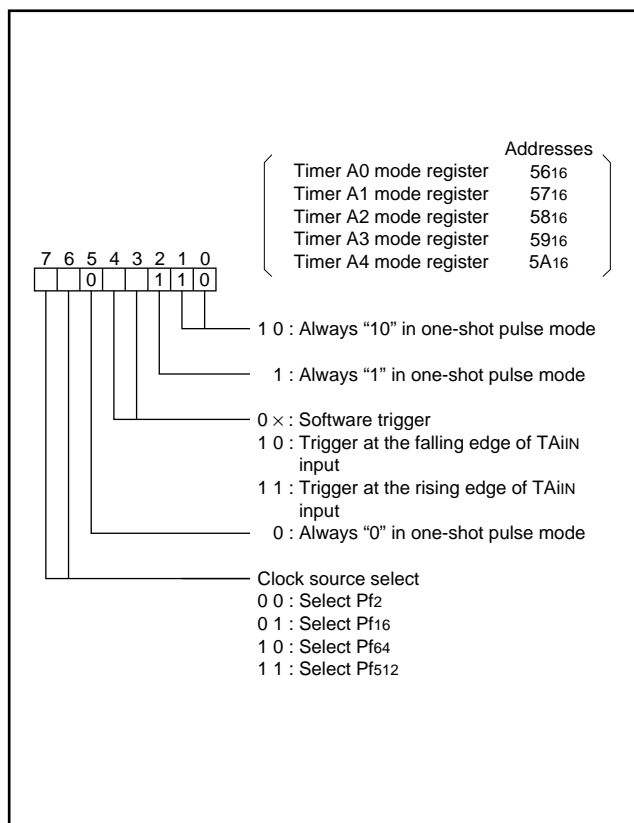 Addresses
Timer A0 mode register 5616
Timer A1 mode register 5716
Timer A2 mode register 5816
Timer A3 mode register 5916
Timer A4 mode register 5A16
7 6 5 4 3 2 1 0
0 1 1 0
1 0 : Always “10” in one-shot pulse mode
1 : Always “1” in one-shot pulse mode
0 × : Software trigger
1 0 : Trigger at the falling edge of TAiIN
input
1 1 : Trigger at the rising edge of TAiIN
input
0 : Always “0” in one-shot pulse mode
Clock source select
0 0 : Select Pf2
0 1 : Select Pf16
1 0 : Select Pf64
1 1 : Select Pf512